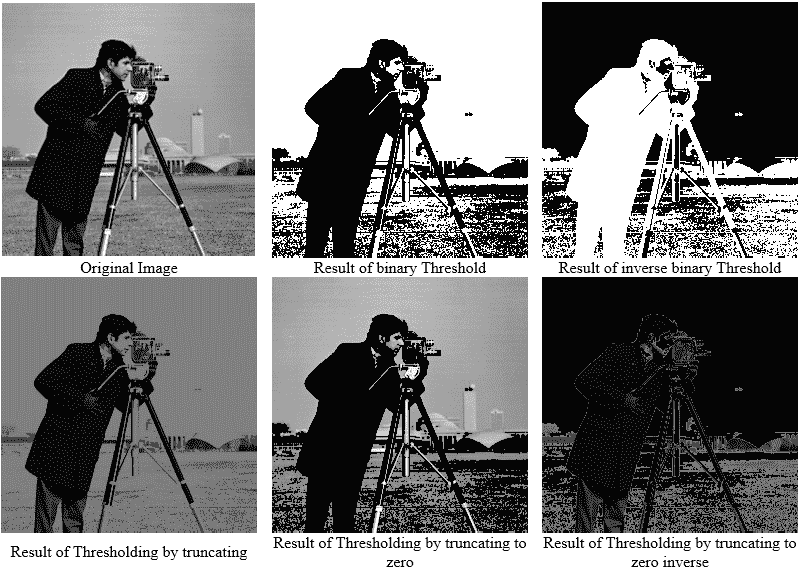 Original Image
Result of binary Threshold
Result of inverse binary Threshold
Result of Thresholding by truncating
Result of Thresholding by truncating to
zero
Result of Thresholding by truncating to
zero inverse